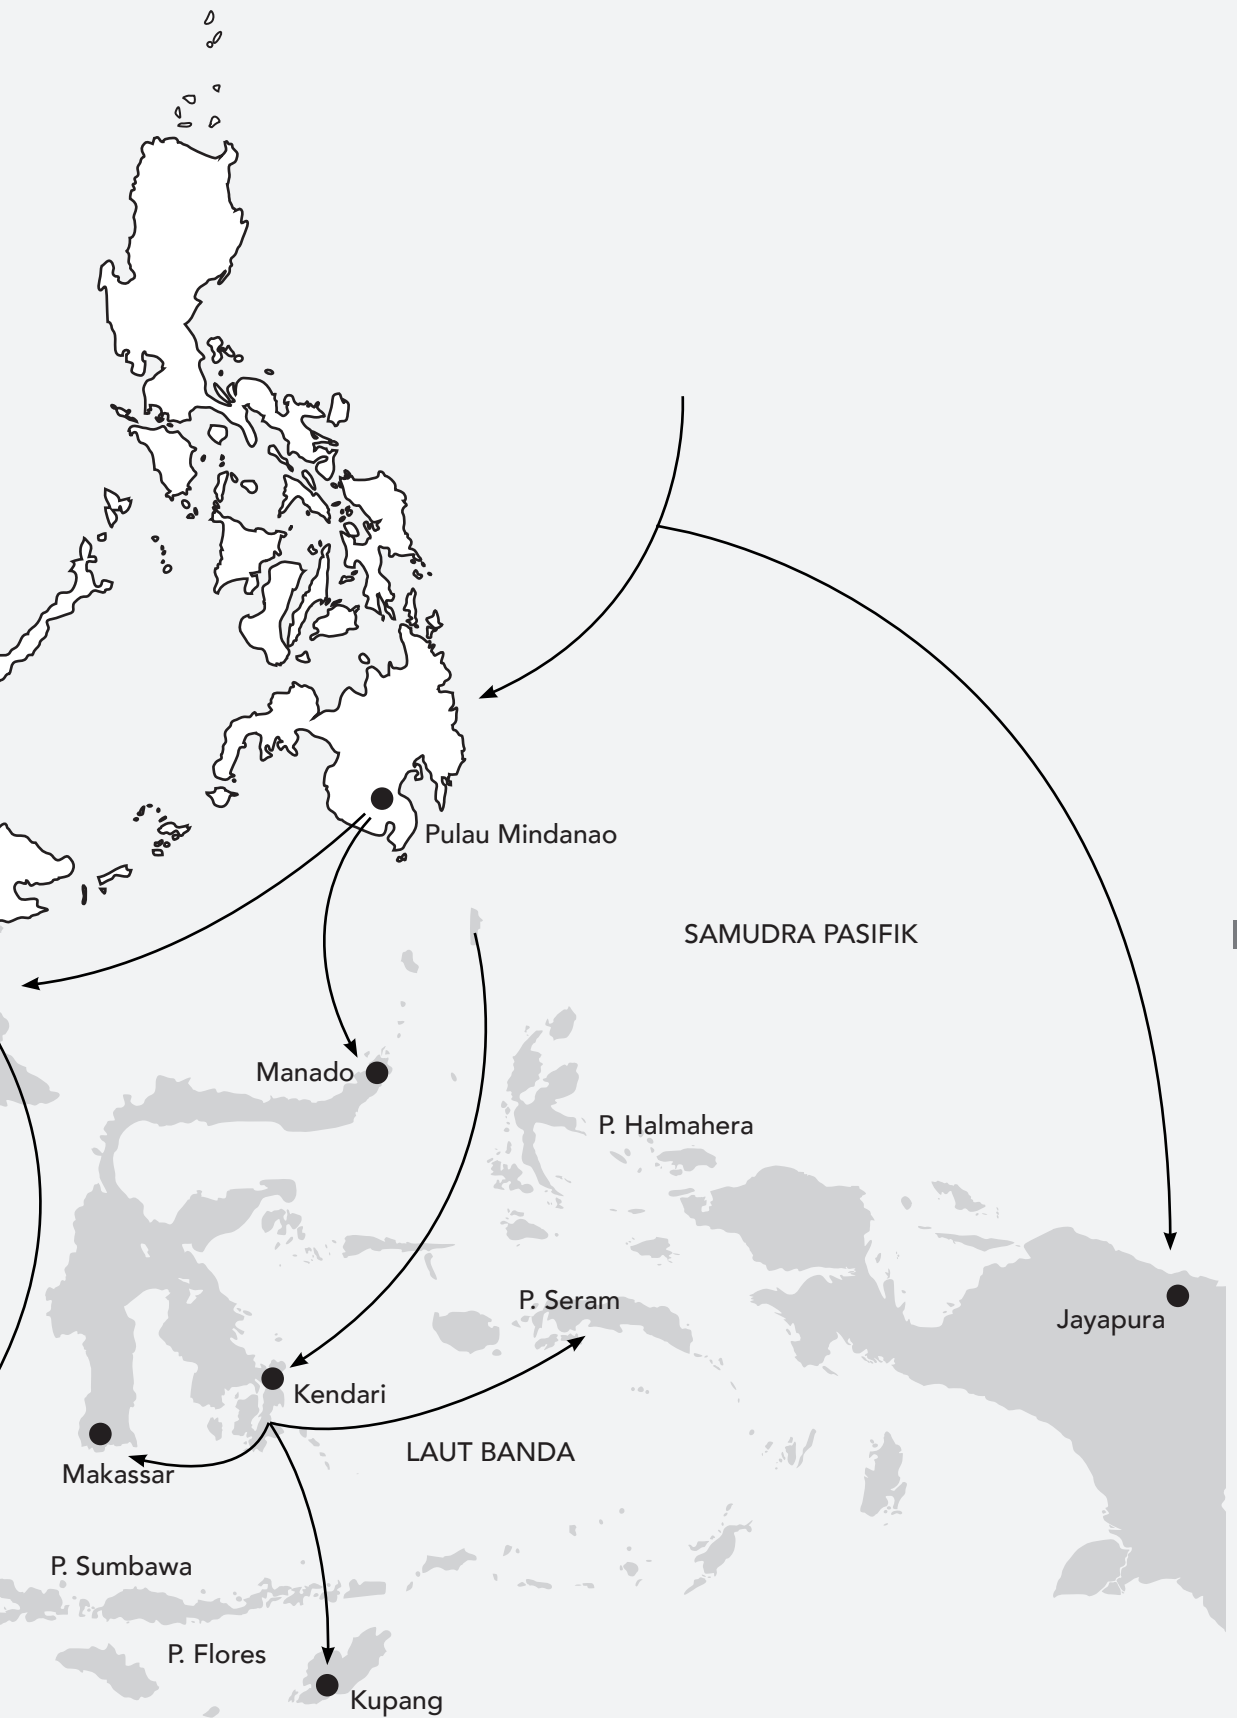 Pulau Mindanao
SAMUDRA PASIFIK
Manado
P. Halmahera
P. Seram
Jayapura
Kendari
LAUT BANDA
Makassar
P. Sumbawa
P. Flores
Kupang